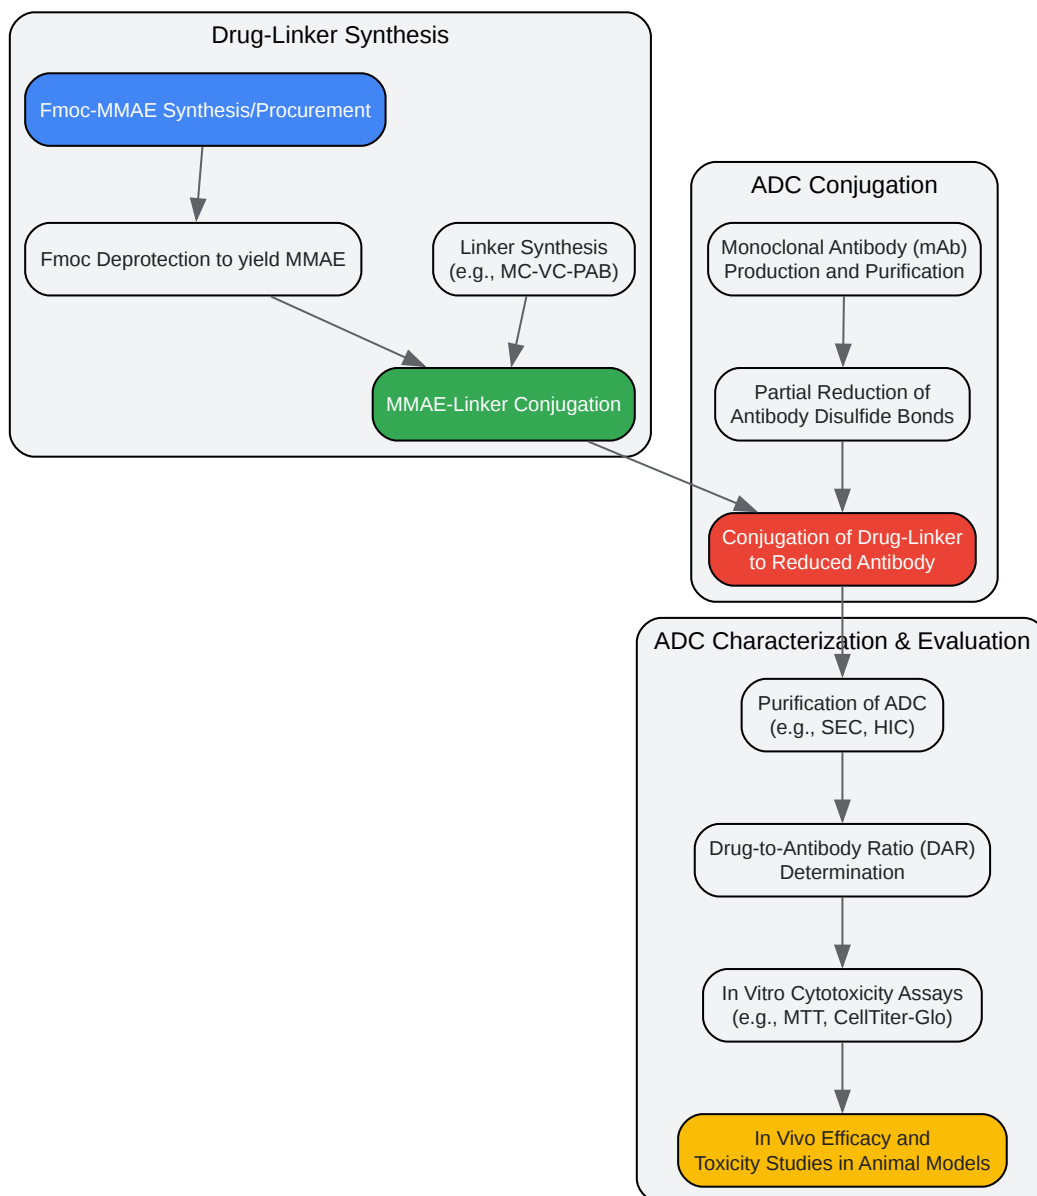 Drug-Linker Synthesis
Fmoc-MMAE Synthesis/Procurement
Fmoc Deprotection to yield MMAE
Linker Synthesis
(e.g., MC-VC-PAB)
MMAE-Linker Conjugation
ADC Conjugation
Monoclonal Antibody (mAb)
Production and Purification
Partial Reduction of
Antibody Disulfide Bonds
Conjugation of Drug-Linker
to Reduced Antibody
ADC Characterization & Evaluation
Purification of ADC
(e.g., SEC, HIC)
Drug-to-Antibody Ratio (DAR)
Determination
In Vitro Cytotoxicity Assays
(e.g., MTT, CellTiter-Glo)
In Vivo Efficacy and
Toxicity Studies in Animal Models